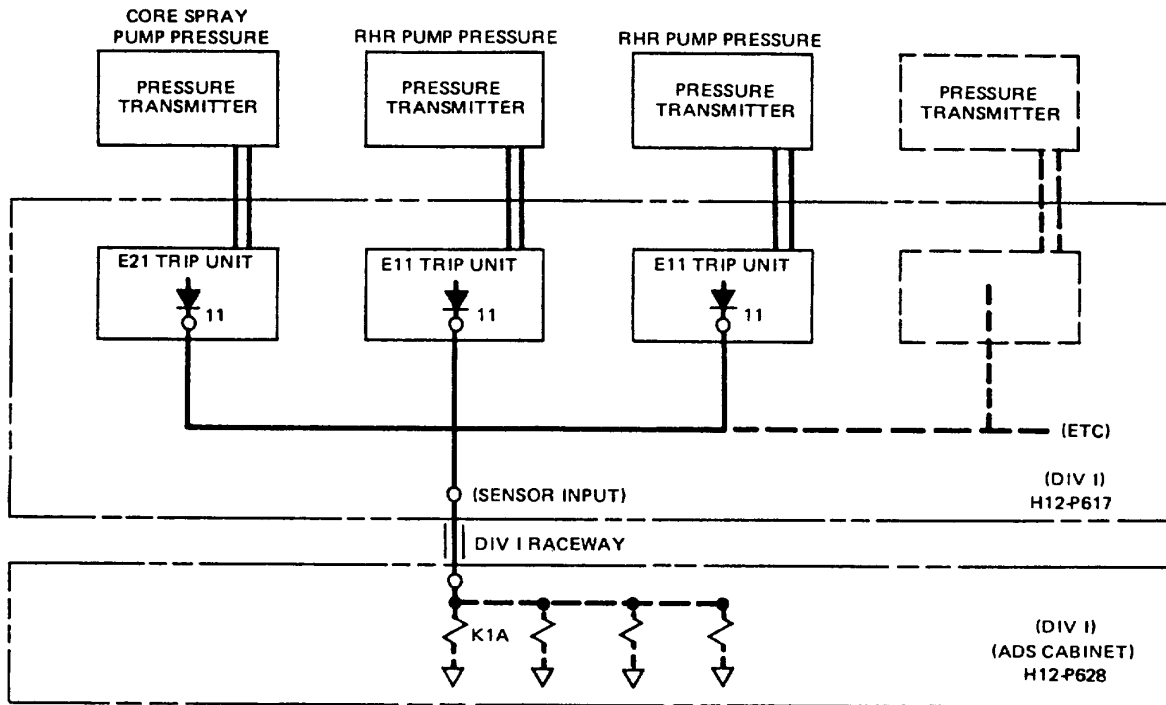 CORE SPRAY
PUMP PRESSURE
RHR PUMP PRESSURE
RHR PUMP PRESSURE
PRESSURE
TRANSMITTER
PRESSURE
TRANSMITTER
PRESSURE
TRANSMITTER
PRESSURE
TRANSMITTER
E21 TRIP UNIT
11
E11 TRIP UNIT
11
E11 TRIP UNIT
11
(ETC)
(SENSOR INPUT)
(DIV I)
H12-P617
DIV I RACEWAY
K1A
(DIV I)
(ADS CABINET)
H12-P628